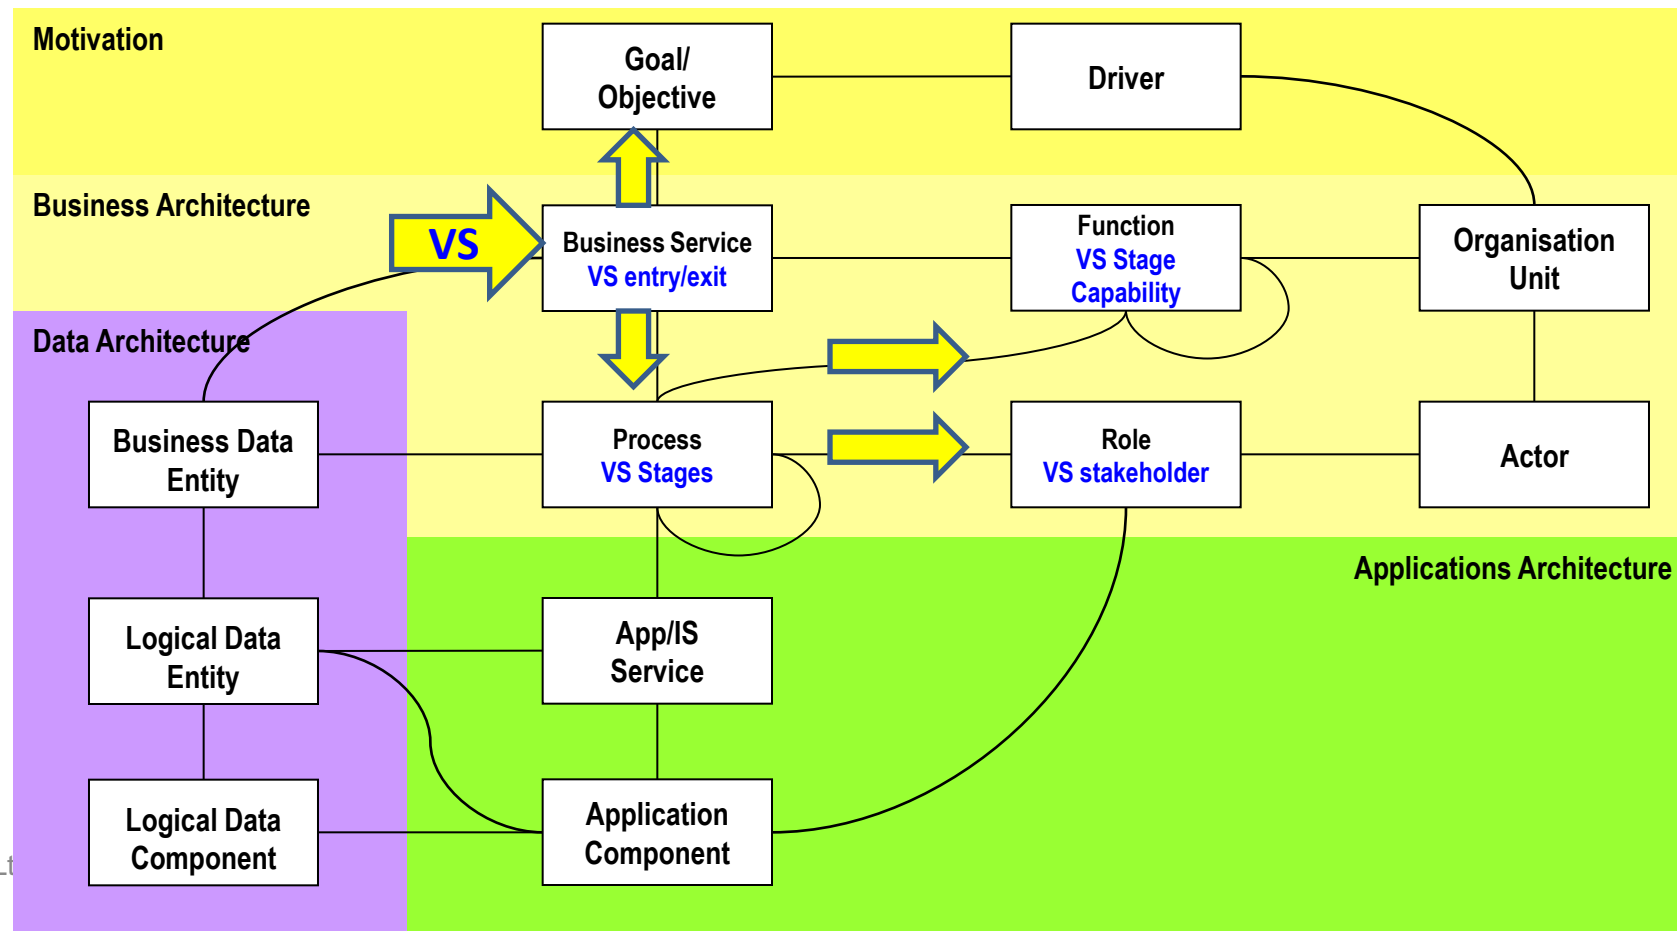 Motivation
Goal/
Objective
Driver
Business Architecture
VS
Business Service
VS entry/exit
Function
VS Stage
Capability
Organisation
Unit
Data Architecture
Business Data
Entity
Process
VS Stages
Role
VS stakeholder
Actor
Applications Architecture
Logical Data
Entity
App/IS
Service
Logical Data
Component
Application
Component